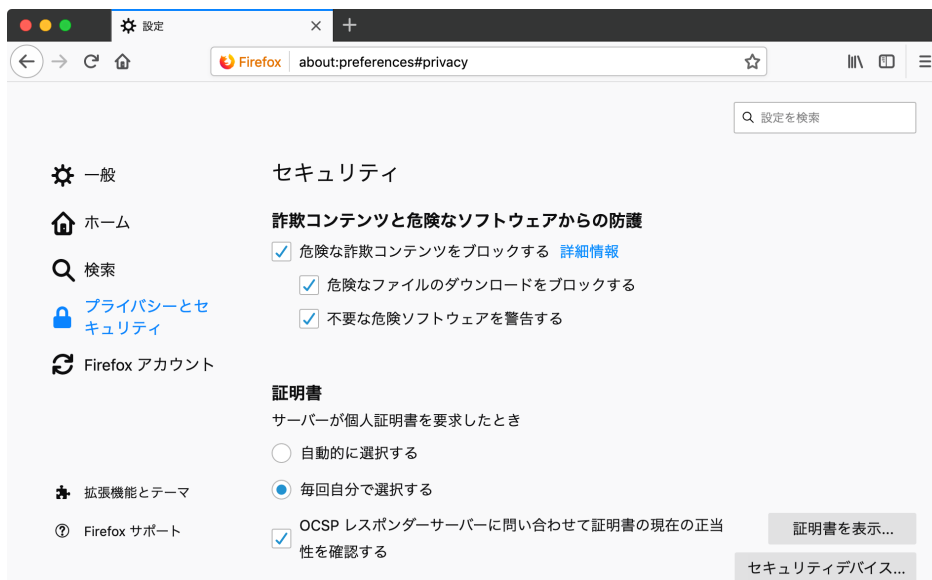 設定
Firefox
about:preferences#privacy
設定を検索
一般
ホーム
検索
プライバシーとセ
キュリティ
Firefox アカウント
拡張機能とテーマ
Firefox サポート
セキュリティ
詐欺コンテンツと危険なソフトウェアからの防護
危険な詐欺コンテンツをブロックする 詳細情報
危険なファイルのダウンロードをブロックする
不要な危険ソフトウェアを警告する
証明書
サーバーが個人証明書を要求したとき
自動的に選択する
毎回自分で選択する
OCSP レスポンダーサーバーに問い合わせて証明書の現在の正当
性を確認する
証明書を表示...
セキュリティデバイス...